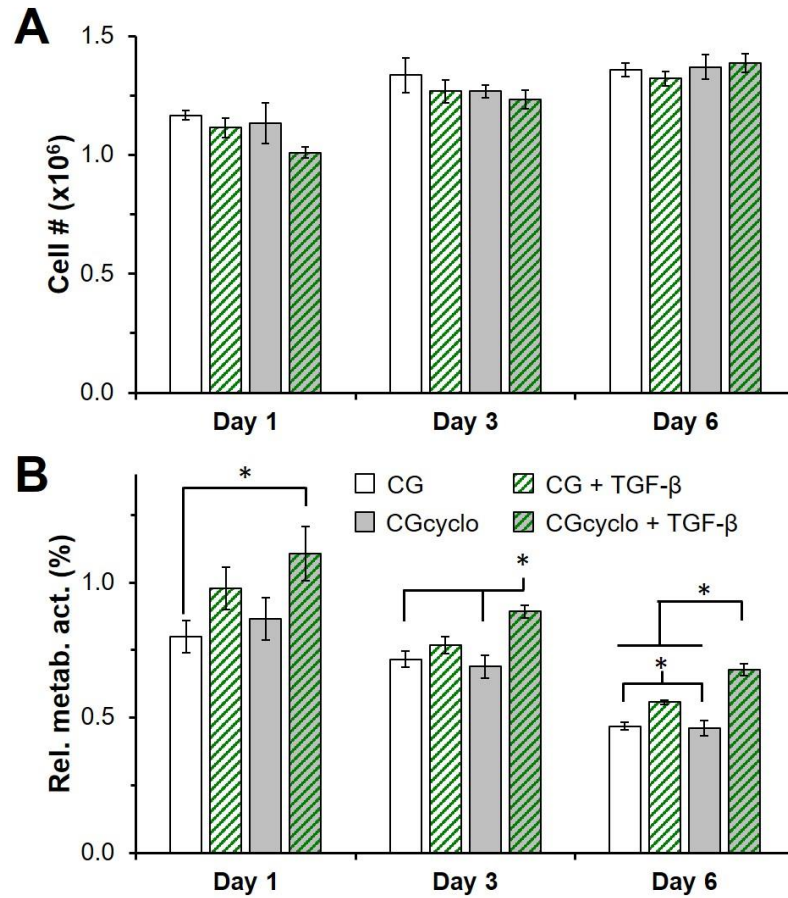 A
Cell # (x10⁶)
1.5
1.0
0.5
0.0
Day 1 Day 3 Day 6
B
Rel. metab. act. (%)
CG CG + TGF-β
CGcyclo CGcyclo + TGF-β
*
*
*
*
1.0
0.5
0.0
Day 1 Day 3 Day 6